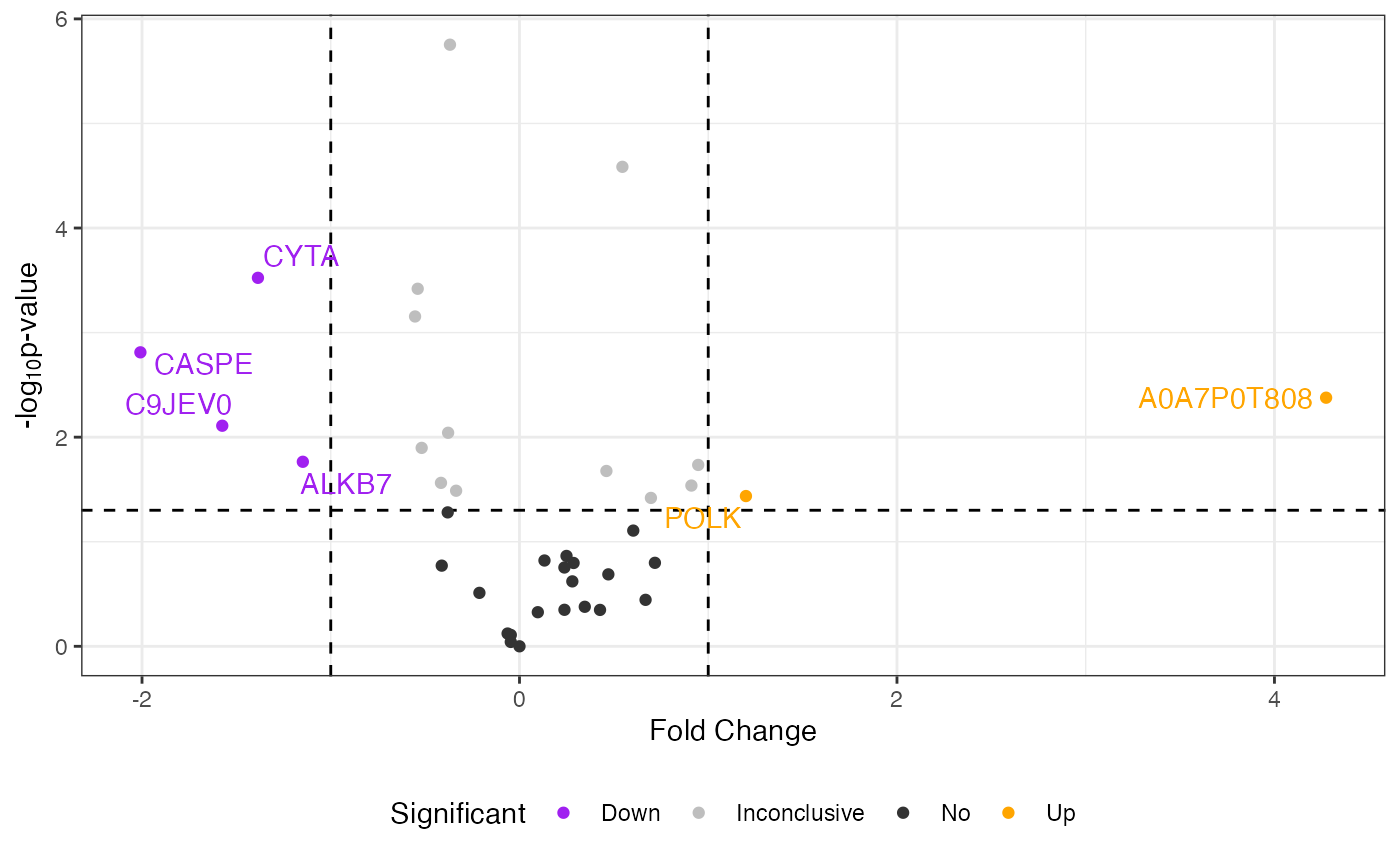 6
4
2
0
-log₁₀p-value
CYTA
CASPE
C9JEV0
ALKB7
A0A7P0T808
POLK
-2 0 2 4
Fold Change
Significant Down Inconclusive No Up